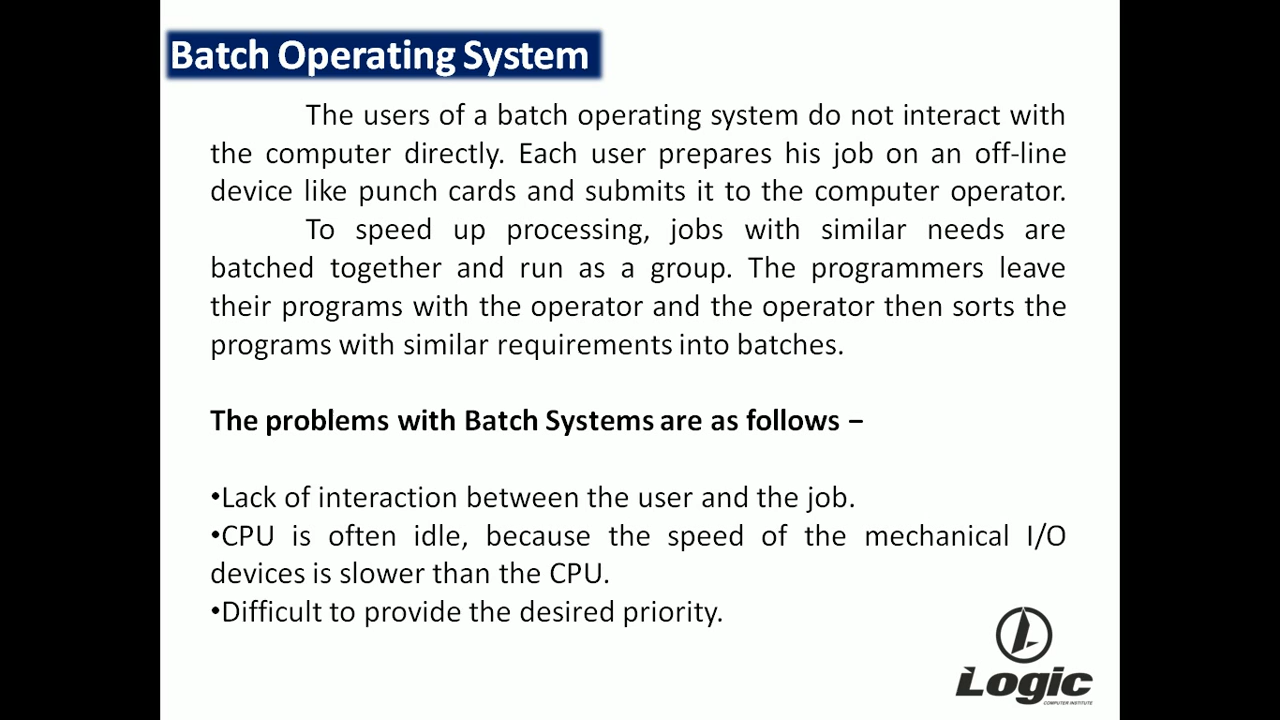 Batch Operating System
The users of a batch operating system do not interact with
the computer directly. Each user prepares his job on an off-line
device like punch cards and submits it to the computer operator.
To speed up processing, jobs with similar needs are
batched together and run as a group. The programmers leave
their programs with the operator and the operator then sorts the
programs with similar requirements into batches.
The problems with Batch Systems are as follows –
•Lack of interaction between the user and the job.
•CPU is often idle, because the speed of the mechanical I/O
devices is slower than the CPU.
•Difficult to provide the desired priority.
Logic
COMPUTER INSTITUTE